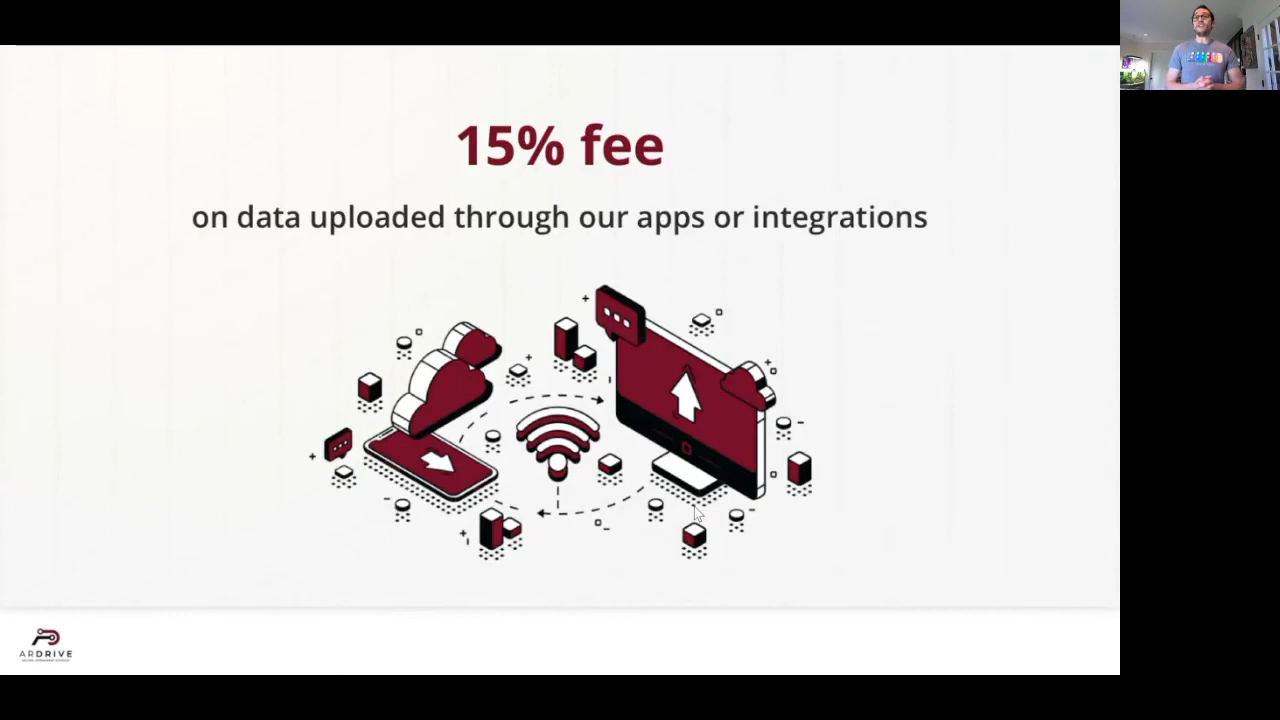 15% fee
on data uploaded through our apps or integrations
ARDRIVE